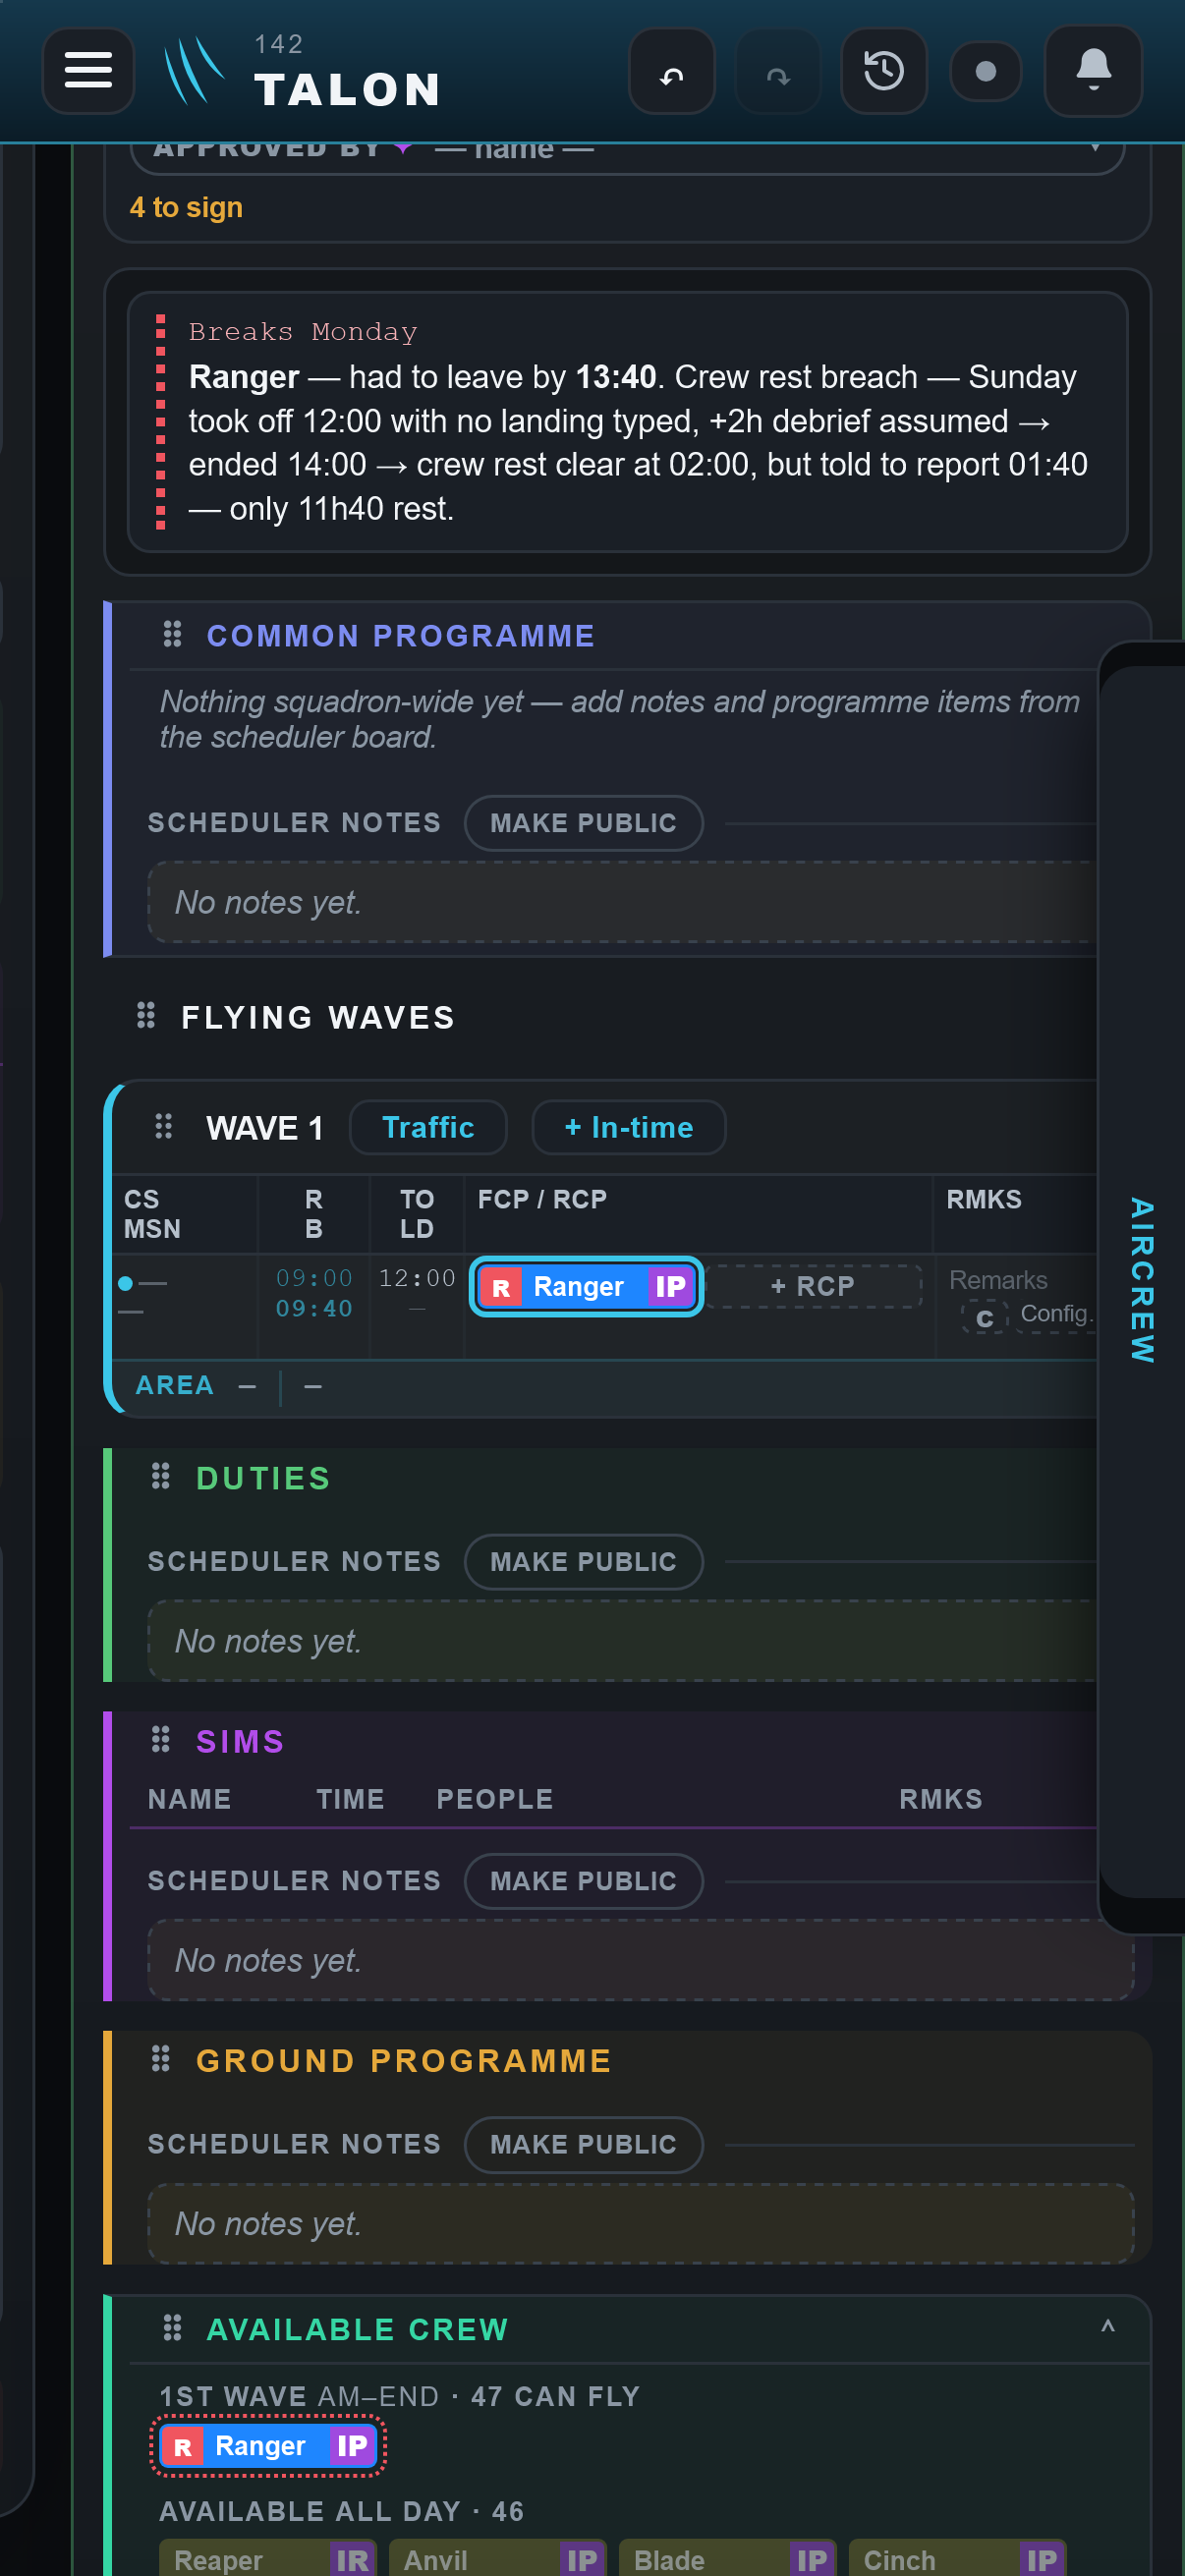 142
TALON
APPROVED BY ✦ — name — ▾
4 to sign
Breaks Monday
Ranger — had to leave by 13:40. Crew rest breach — Sunday
took off 12:00 with no landing typed, +2h debrief assumed →
ended 14:00 → crew rest clear at 02:00, but told to report 01:40
— only 11h40 rest.
COMMON PROGRAMME
Nothing squadron-wide yet — add notes and programme items from
the scheduler board.
SCHEDULER NOTES MAKE PUBLIC
No notes yet.
FLYING WAVES
WAVE 1 Traffic + In-time
CS R TO FCP / RCP RMKS
MSN B LD
— 09:00 12:00 R Ranger IP + RCP Remarks
— 09:40 — C Config.
AREA – –
AIRCREW
DUTIES
SCHEDULER NOTES MAKE PUBLIC
No notes yet.
SIMS
NAME TIME PEOPLE RMKS
SCHEDULER NOTES MAKE PUBLIC
No notes yet.
GROUND PROGRAMME
SCHEDULER NOTES MAKE PUBLIC
No notes yet.
AVAILABLE CREW ^
1ST WAVE AM–END · 47 CAN FLY
R Ranger IP
AVAILABLE ALL DAY · 46
Reaper IR Anvil IP Blade IP Cinch IP